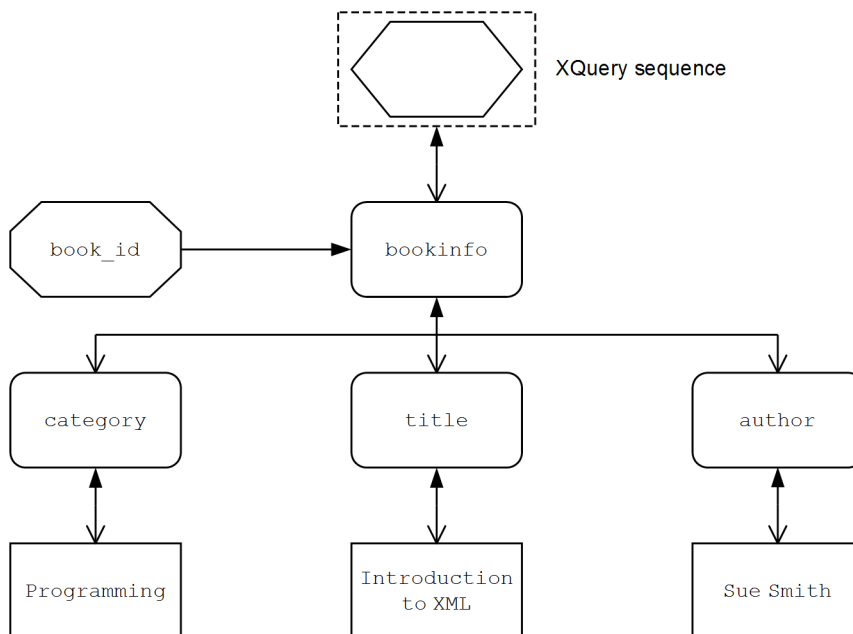 XQuery sequence
book_id
bookinfo
category
title
author
Programming
Introduction
to XML
Sue Smith